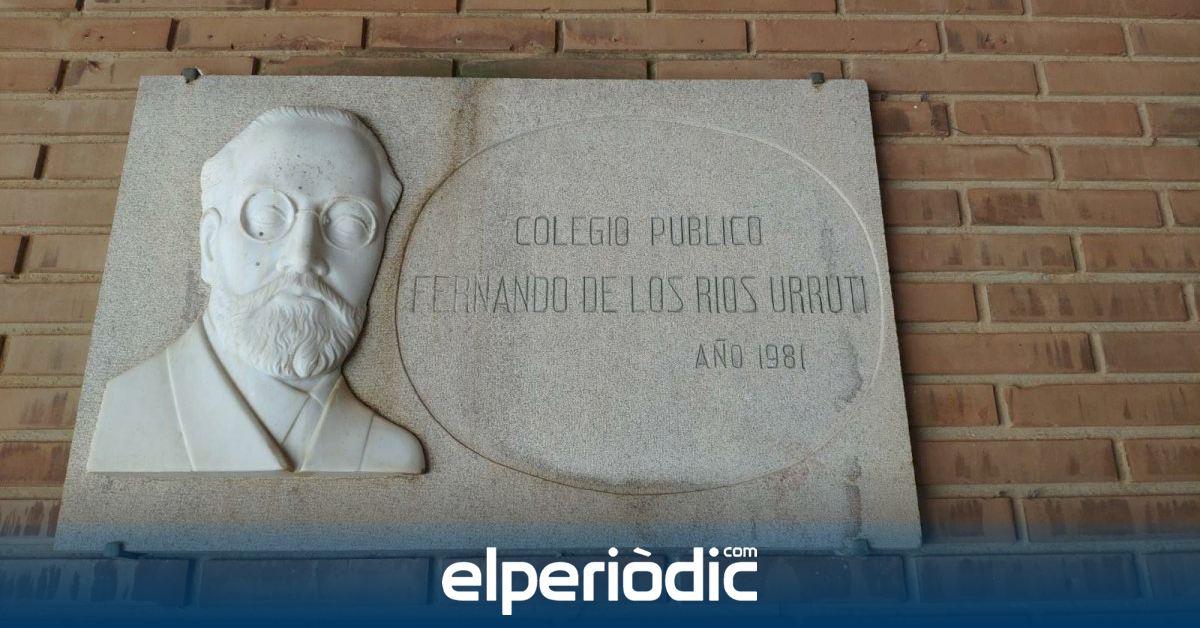 COLEGIO PUBLICO
FERNANDO DE LOS RIOS URRUTI
AÑO 1981
elperiòdic.com